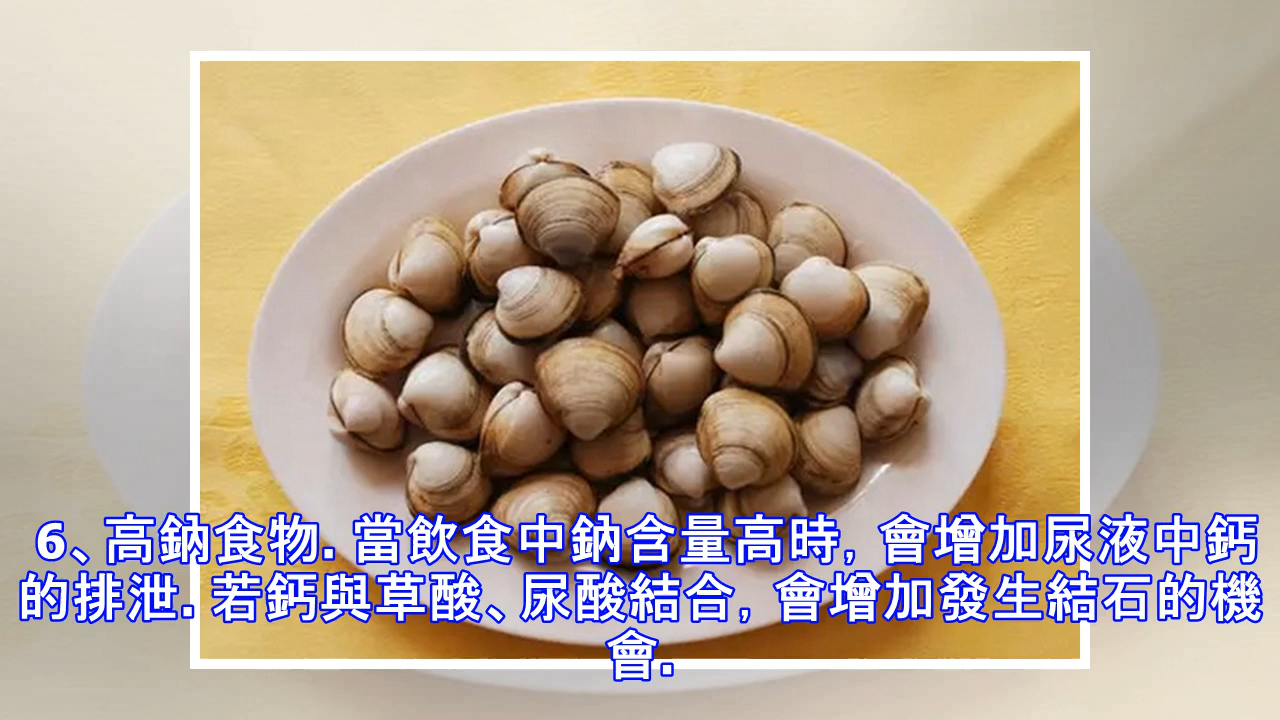 6、高鈉食物. 當飲食中鈉含量高時, 會增加尿液中鈣
的排泄. 若鈣與草酸、尿酸結合, 會增加發生結石的機
會.